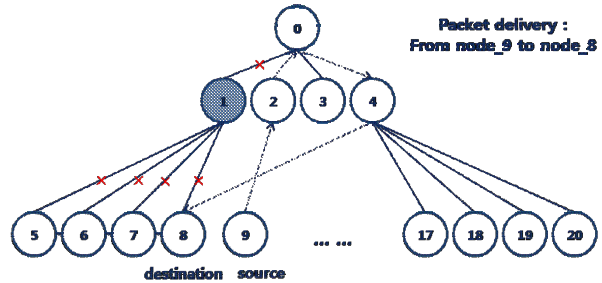 0
Packet delivery :
From node_9 to node_8
1 2 3 4
5 6 7 8 9 ... ... 17 18 19 20
destination source